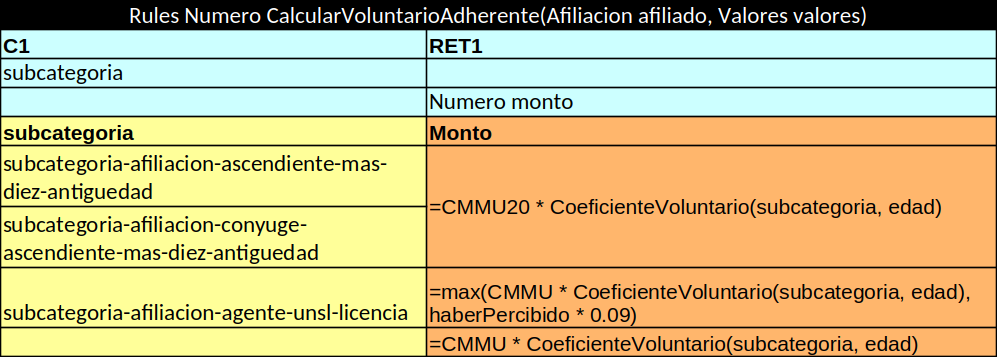 Rules Numero CalcularVoluntarioAdherente(Afiliacion afiliado, Valores valores)
C1 RET1
subcategoria
Numero monto
subcategoria Monto
subcategoria-afiliacion-ascendiente-mas-
diez-antiguedad
=CMMU20 * CoeficienteVoluntario(subcategoria, edad)
subcategoria-afiliacion-conyuge-
ascendiente-mas-diez-antiguedad
subcategoria-afiliacion-agente-unsl-licencia
=max(CMMU * CoeficienteVoluntario(subcategoria, edad),
haberPercibido * 0.09)
=CMMU * CoeficienteVoluntario(subcategoria, edad)